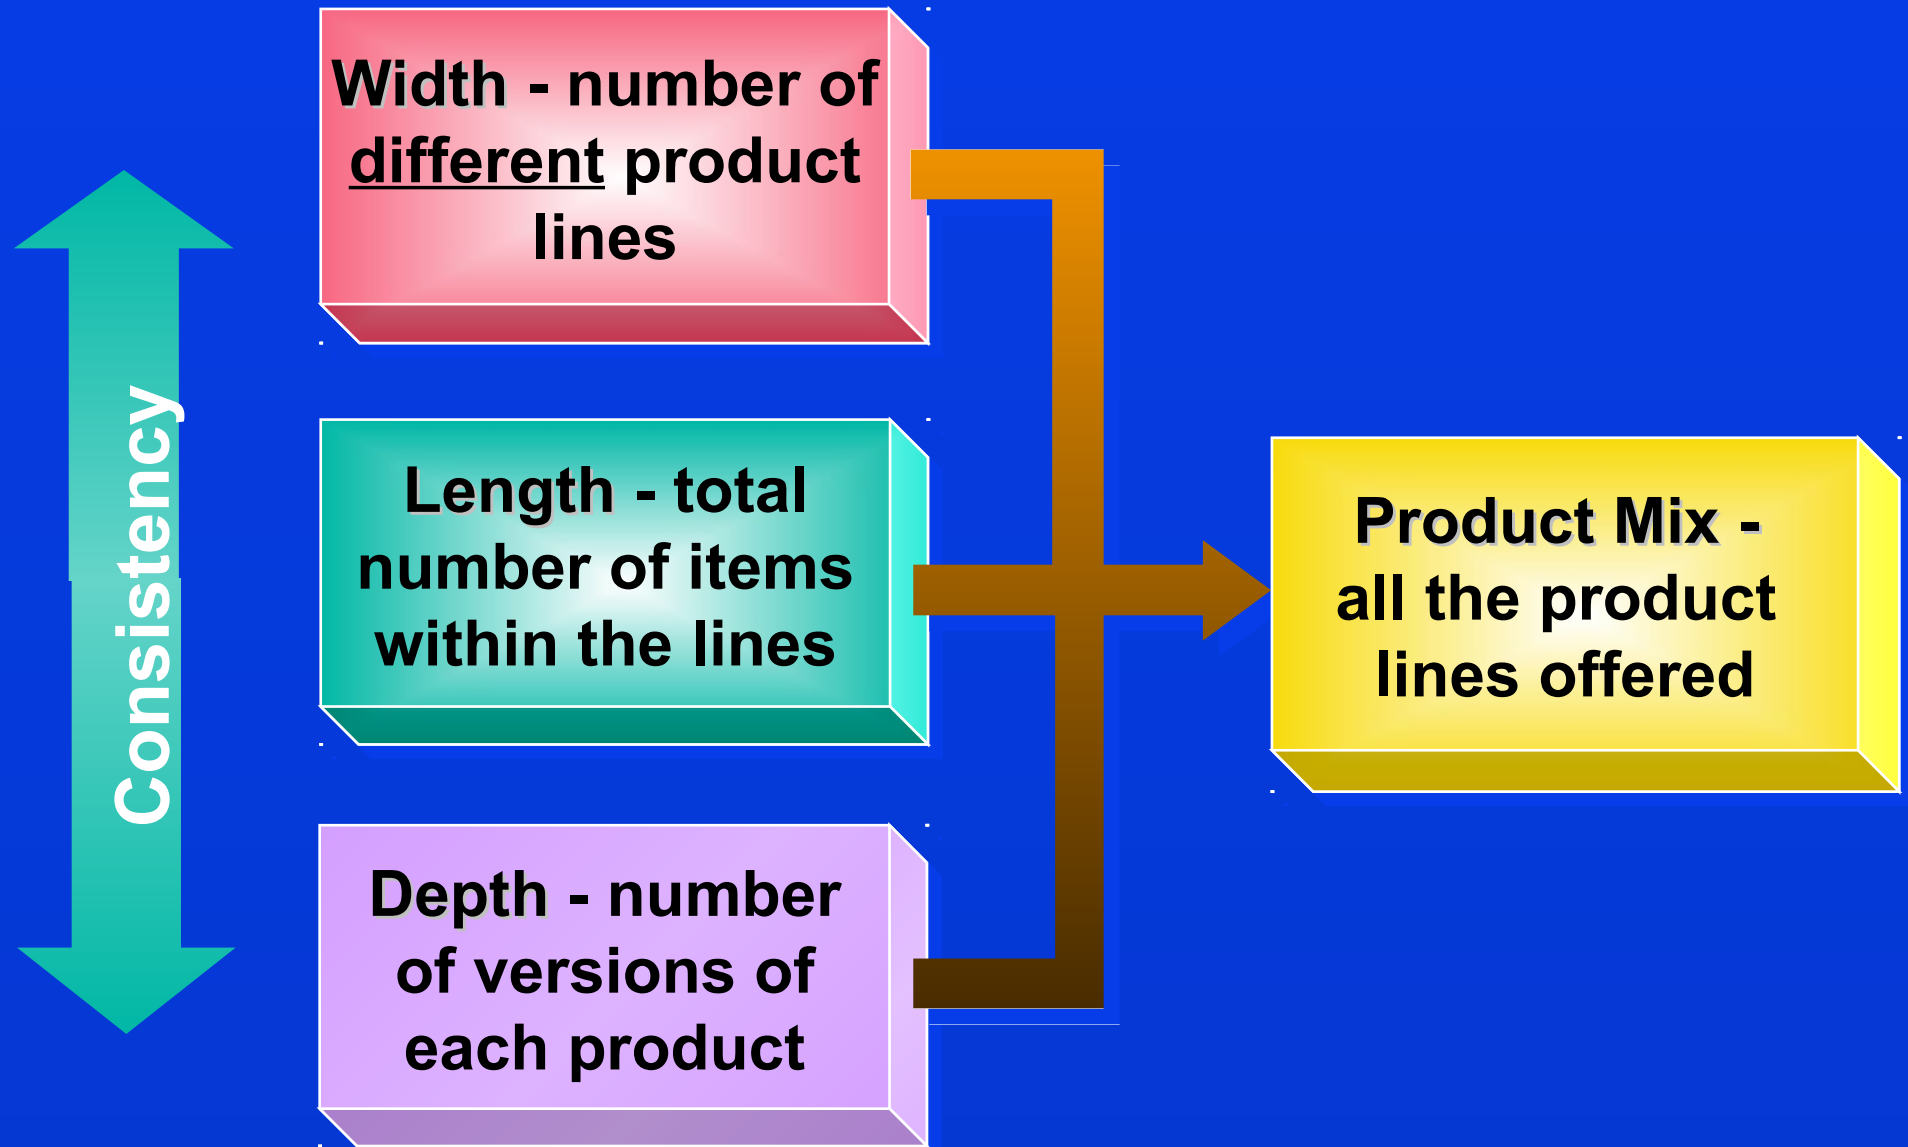 Width - number of
different product
lines
Consistency
Length - total
number of items
within the lines
Product Mix -
all the product
lines offered
Depth - number
of versions of
each product